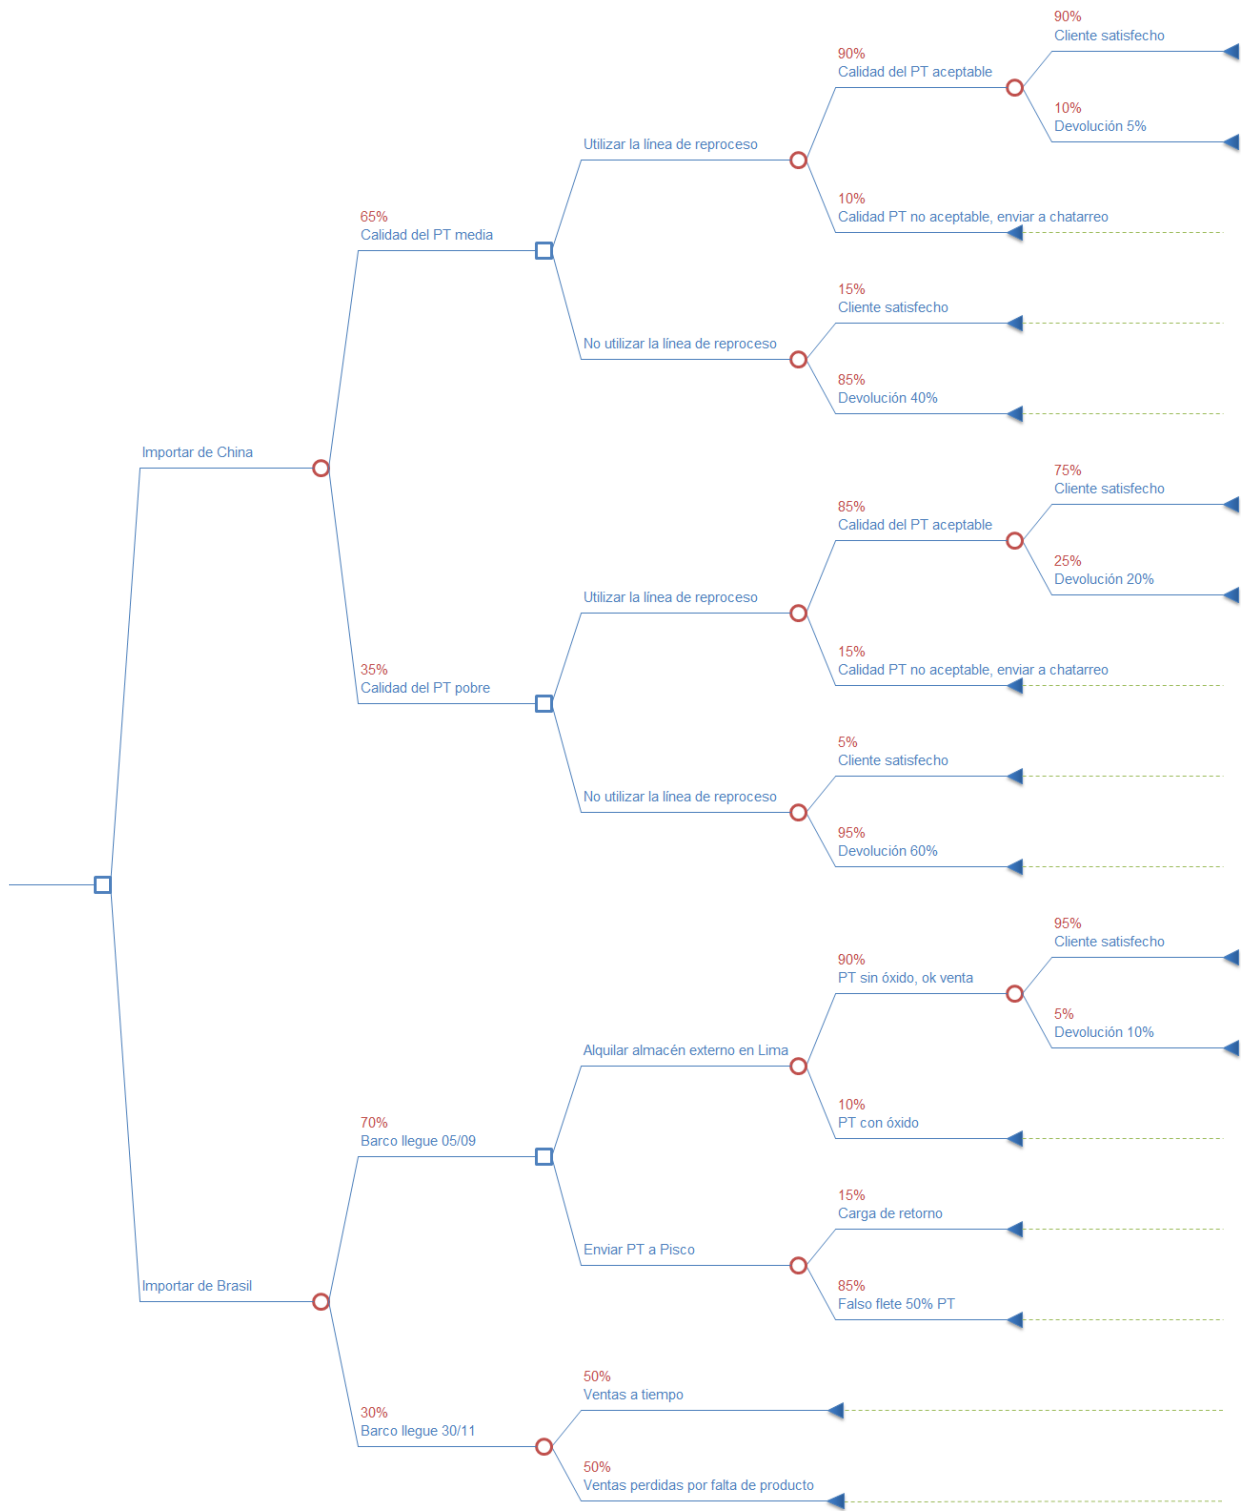 90%
Cliente satisfecho
90%
Calidad del PT aceptable
10%
Devolución 5%
Utilizar la línea de reproceso
10%
Calidad PT no aceptable, enviar a chatarreo
65%
Calidad del PT media
15%
Cliente satisfecho
No utilizar la línea de reproceso
85%
Devolución 40%
Importar de China
75%
Cliente satisfecho
85%
Calidad del PT aceptable
25%
Devolución 20%
Utilizar la línea de reproceso
15%
Calidad PT no aceptable, enviar a chatarreo
35%
Calidad del PT pobre
5%
Cliente satisfecho
No utilizar la línea de reproceso
95%
Devolución 60%
95%
Cliente satisfecho
90%
PT sin óxido, ok venta
5%
Devolución 10%
Alquilar almacén externo en Lima
10%
PT con óxido
70%
Barco llegue 05/09
15%
Carga de retorno
Enviar PT a Pisco
85%
Falso flete 50% PT
Importar de Brasil
50%
Ventas a tiempo
30%
Barco llegue 30/11
50%
Ventas perdidas por falta de producto